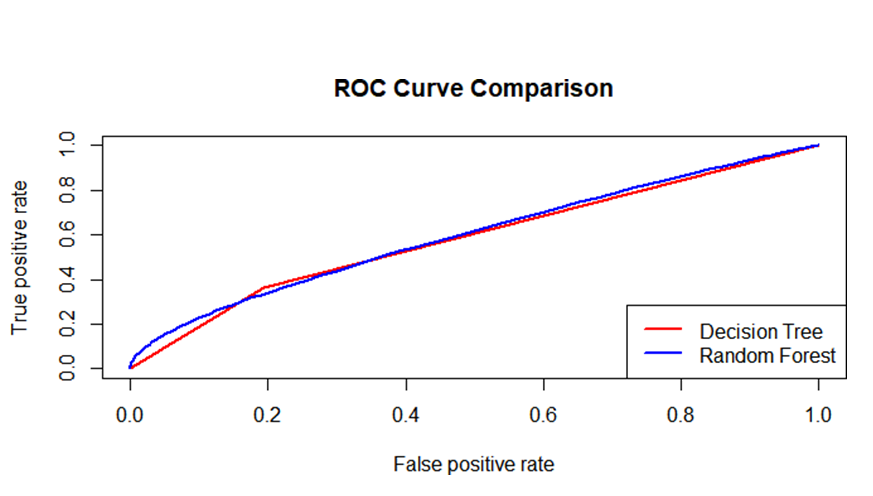 ROC Curve Comparison
True positive rate
1.0
0.8
0.6
0.4
0.2
0.0
Decision Tree
Random Forest
0.0 0.2 0.4 0.6 0.8 1.0
False positive rate